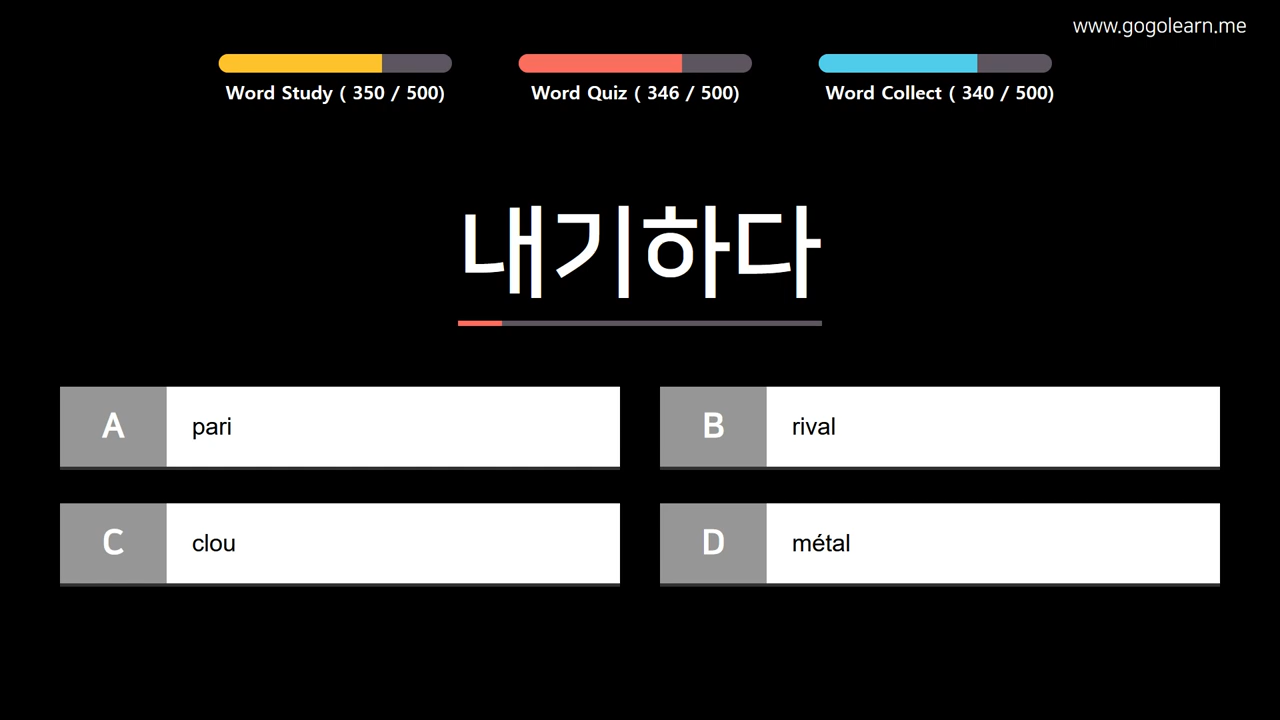 www.gogolearn.me
Word Study ( 350 / 500)
Word Quiz ( 346 / 500)
Word Collect ( 340 / 500)
내기하다
A pari
B rival
C clou
D métal